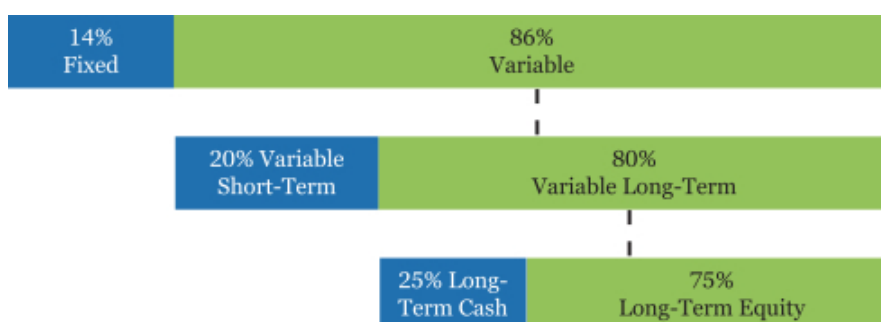 14%
Fixed
86%
Variable
20% Variable
Short-Term
80%
Variable Long-Term
25% Long-
Term Cash
75%
Long-Term Equity